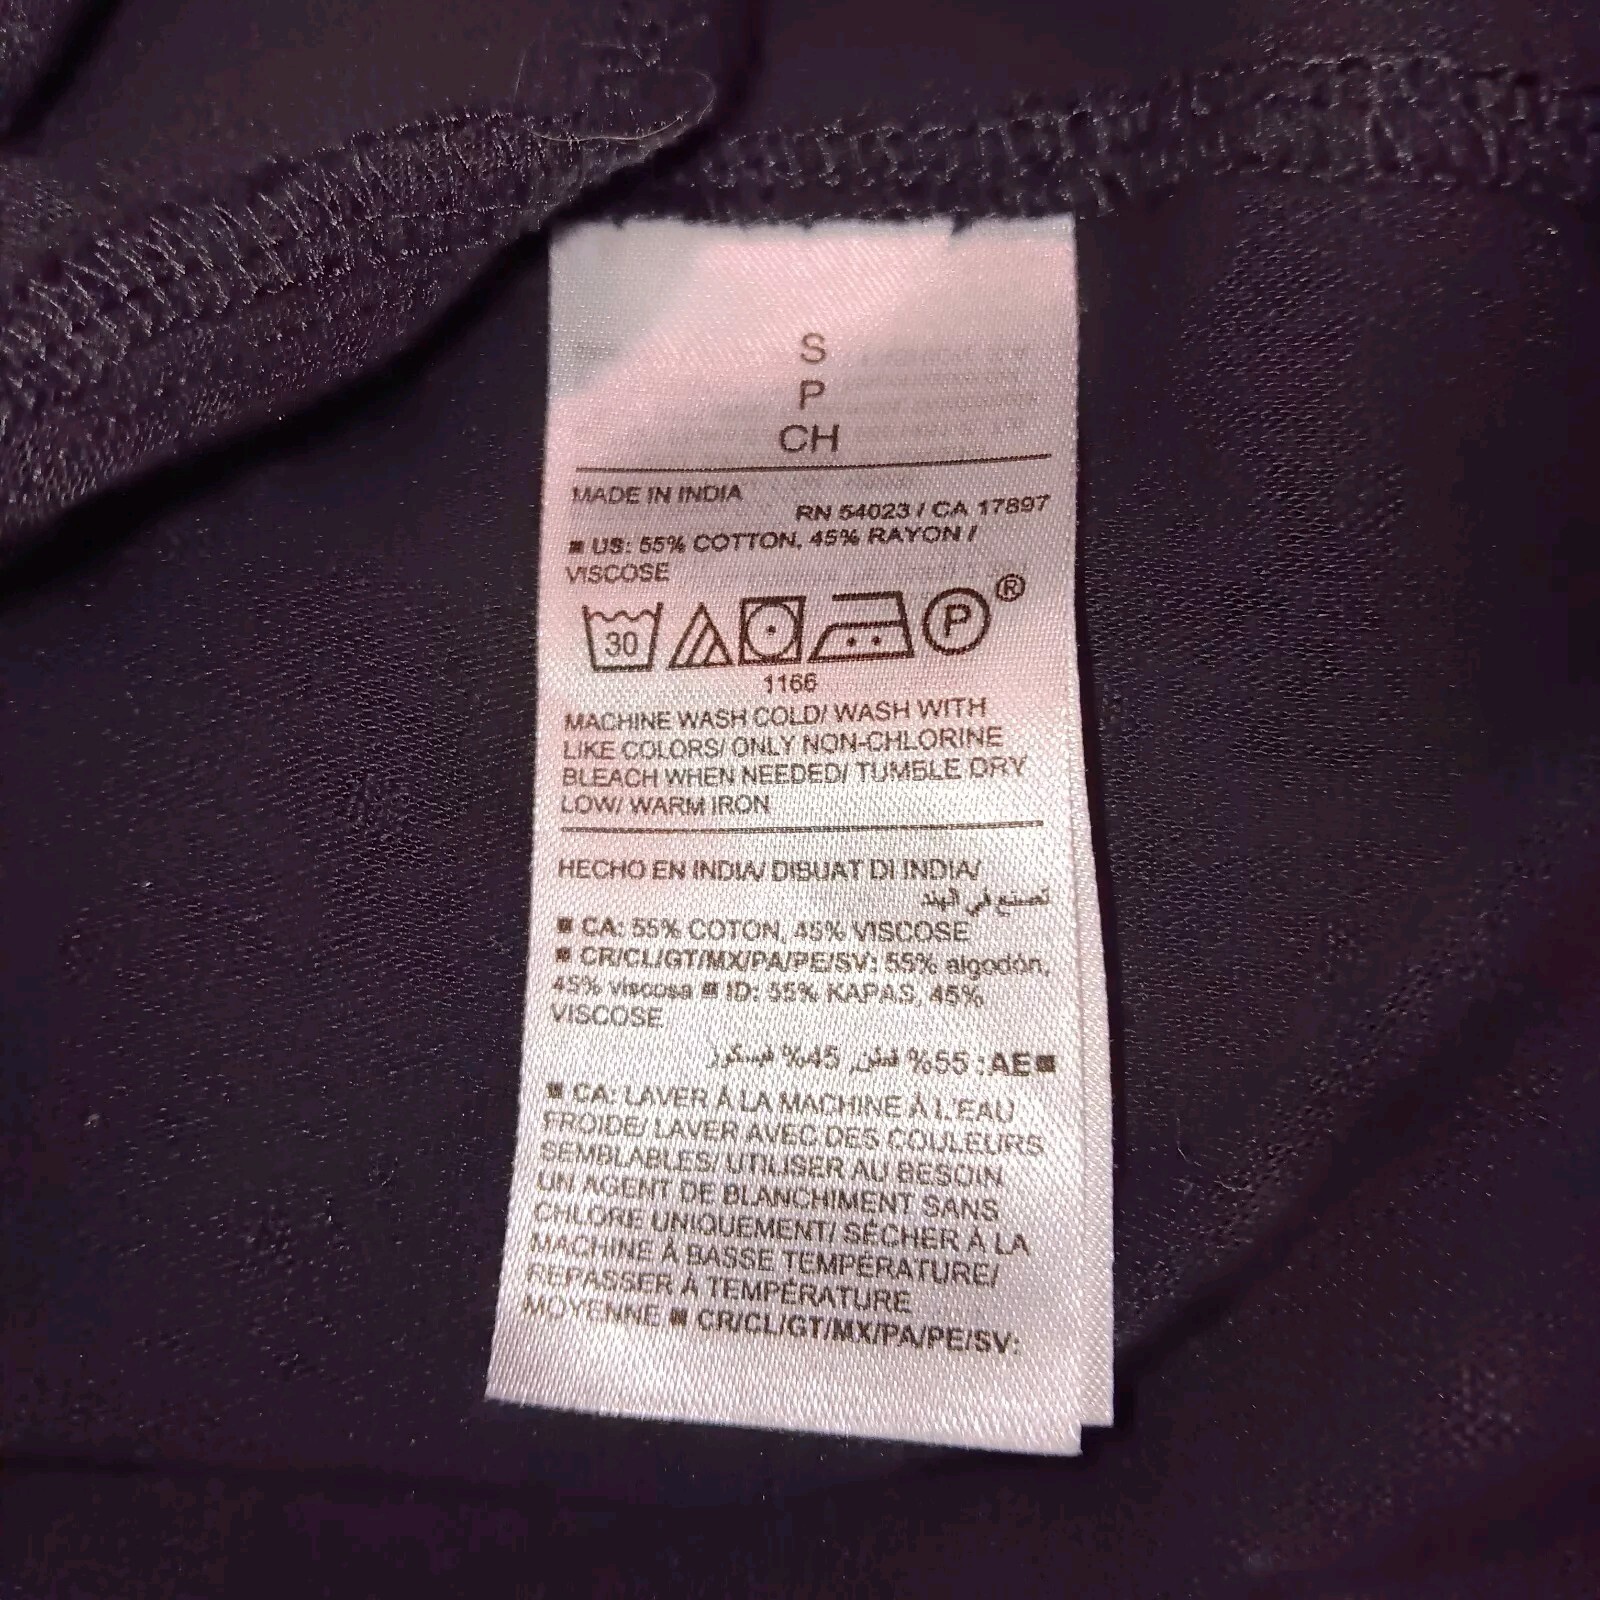 S
P
CH
MADE IN INDIA
RN 54023 / CA 17897
■ US: 55% COTTON, 45% RAYON /
VISCOSE
30 P ®
1166
MACHINE WASH COLD/ WASH WITH
LIKE COLORS/ ONLY NON-CHLORINE
BLEACH WHEN NEEDED/ TUMBLE DRY
LOW/ WARM IRON
HECHO EN INDIA/ DIBUAT DI INDIA/
تصنع في الهند
■ CA: 55% COTON, 45% VISCOSE
■ CR/CL/GT/MX/PA/PE/SV: 55% algodón,
45% viscosa ■ ID: 55% KAPAS, 45%
VISCOSE
■AE: 55% قطن, 45% فيسكوز
■ CA: LAVER À LA MACHINE À L'EAU
FROIDE/ LAVER AVEC DES COULEURS
SEMBLABLES/ UTILISER AU BESOIN
UN AGENT DE BLANCHIMENT SANS
CHLORE UNIQUEMENT/ SÉCHER À LA
MACHINE À BASSE TEMPÉRATURE/
REPASSER À TEMPÉRATURE
MOYENNE ■ CR/CL/GT/MX/PA/PE/SV: